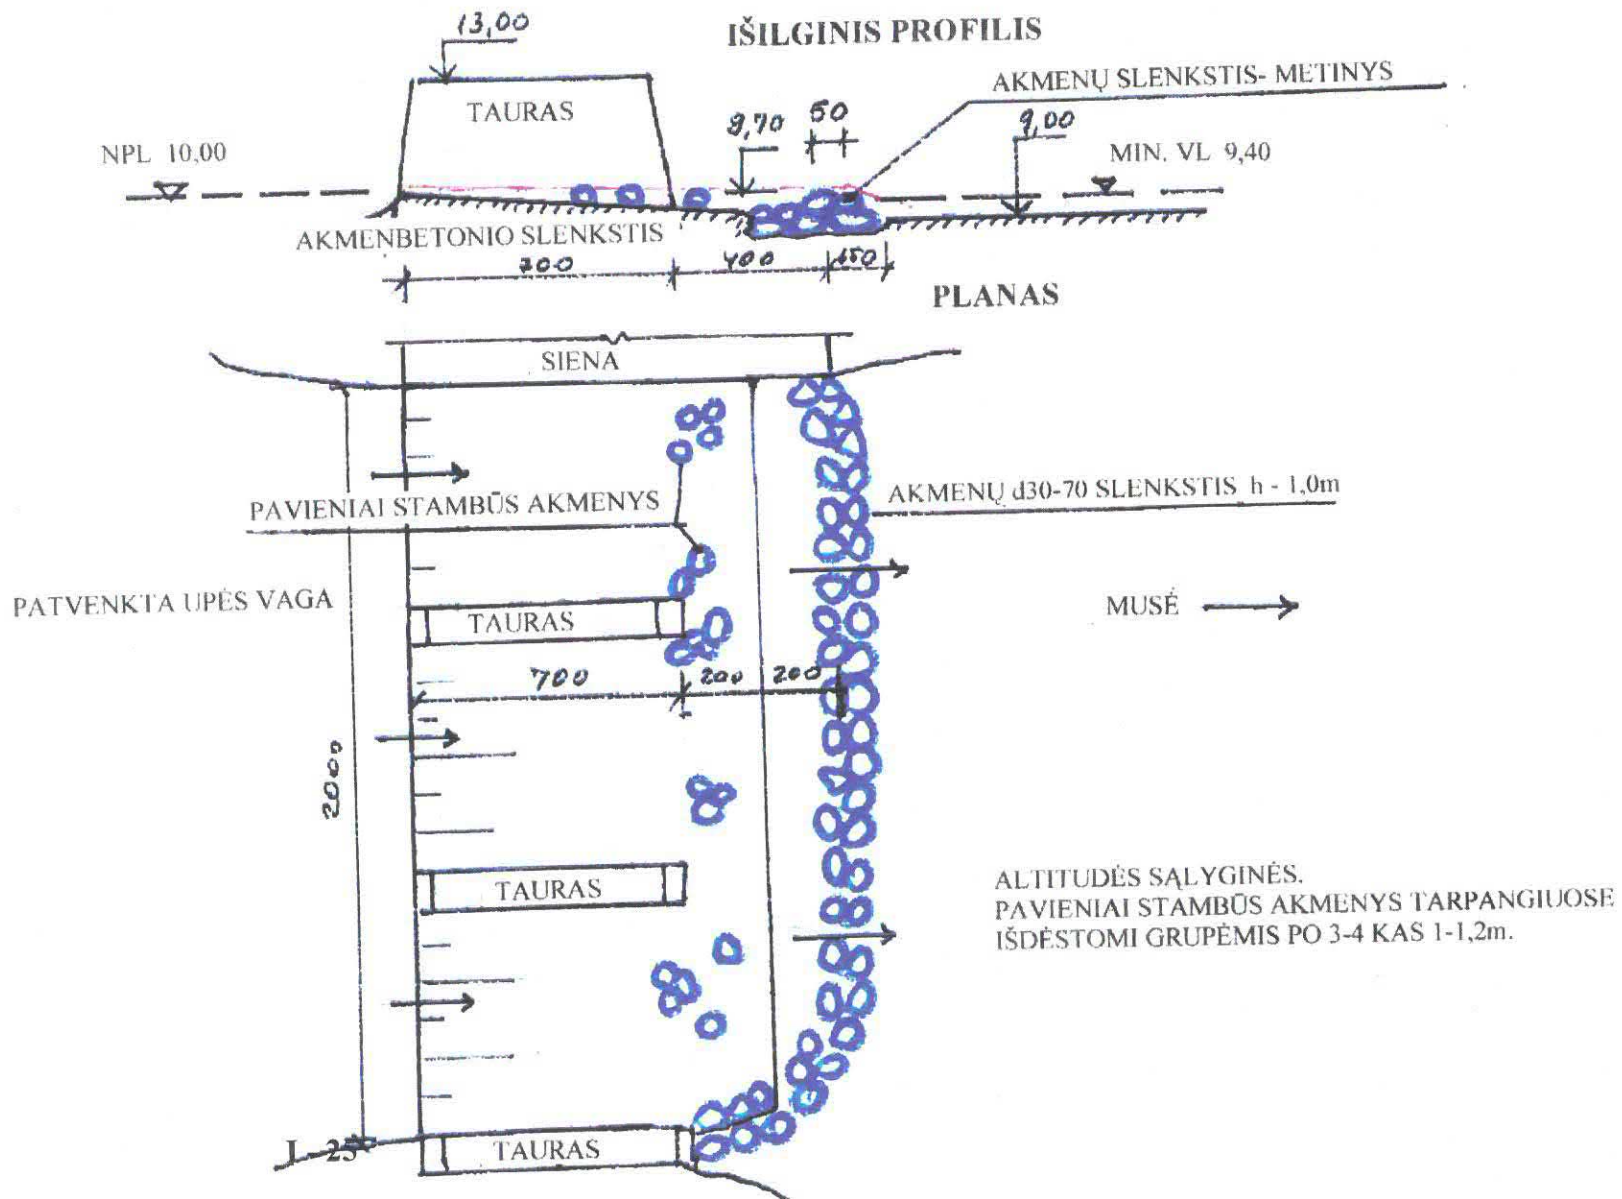 13,00
IŠILGINIS PROFILIS
AKMENŲ SLENKSTIS- METINYS
TAURAS
9,70
50
9,00
NPL 10,00
MIN. VL 9,40
AKMENBETONIO SLENKSTIS
700
400
150
PLANAS
SIENA
PAVIENIAI STAMBŪS AKMENYS
AKMENŲ d30-70 SLENKSTIS h - 1,0m
PATVENKTA UPĖS VAGA
TAURAS
MUSĖ
700
200
200
2000
TAURAS
ALTITUDĖS SĄLYGINĖS.
PAVIENIAI STAMBŪS AKMENYS TARPANGIUOSE
IŠDĖSTOMI GRUPĖMIS PO 3-4 KAS 1-1,2m.
TAURAS